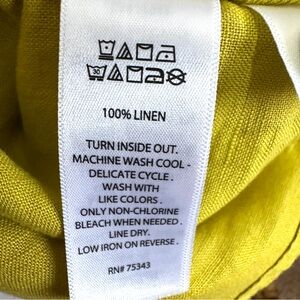 30
100% LINEN
TURN INSIDE OUT.
MACHINE WASH COOL -
DELICATE CYCLE .
WASH WITH
LIKE COLORS .
ONLY NON-CHLORINE
BLEACH WHEN NEEDED .
LINE DRY.
LOW IRON ON REVERSE .
RN# 75343